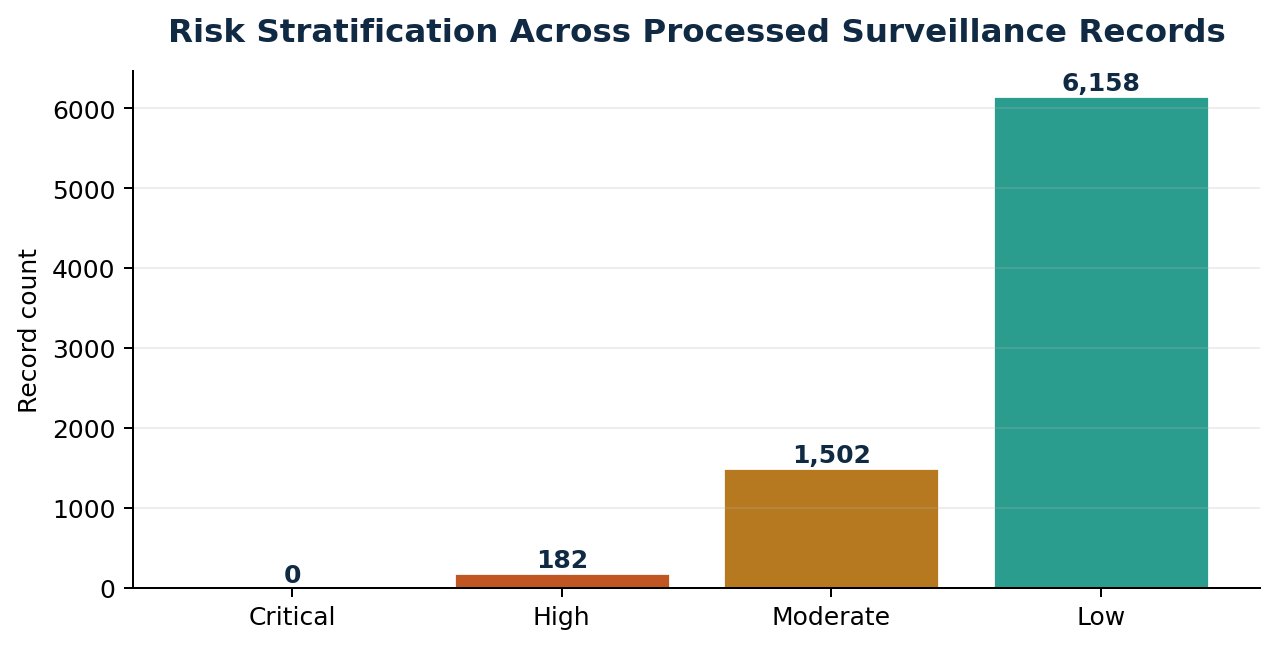 Risk Stratification Across Processed Surveillance Records
Record count
6000
5000
4000
3000
2000
1000
0
0
182
1,502
6,158
Critical
High
Moderate
Low